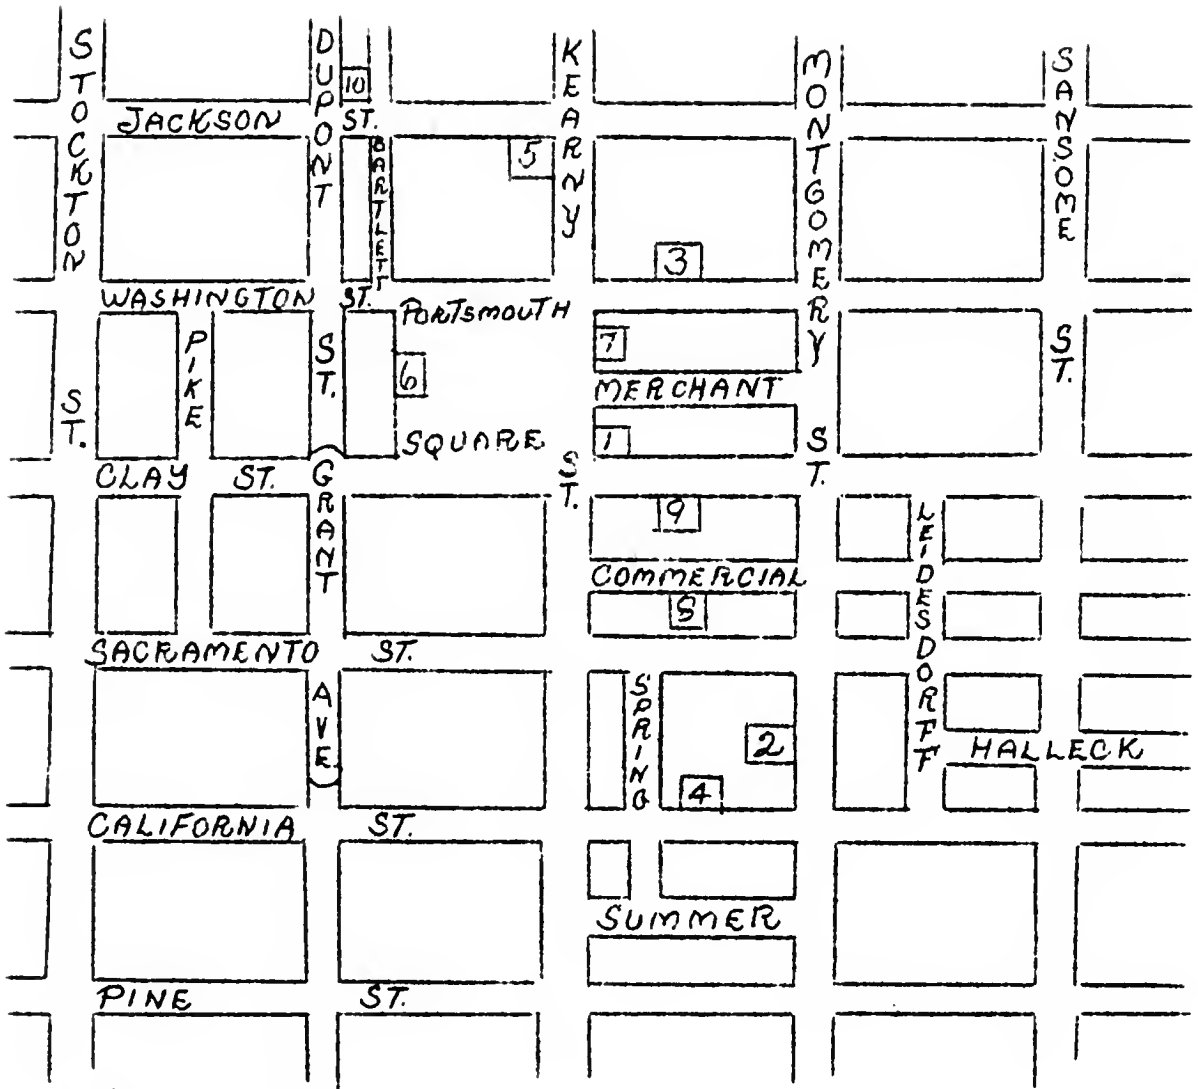 STOCKTON ST.
DUPONT ST.
KEARNY ST.
MONTGOMERY ST.
SANSOME ST.
10
JACKSON ST.
BARTLETT
5
3
WASHINGTON ST.
PORTSMOUTH SQUARE
PIKE
7
6
MERCHANT
1
CLAY ST.
GRANT AVE.
9
LEIDESDORFF
COMMERCIAL
8
SACRAMENTO ST.
SPRING
2
HALLECK
4
CALIFORNIA ST.
SUMMER
PINE ST.